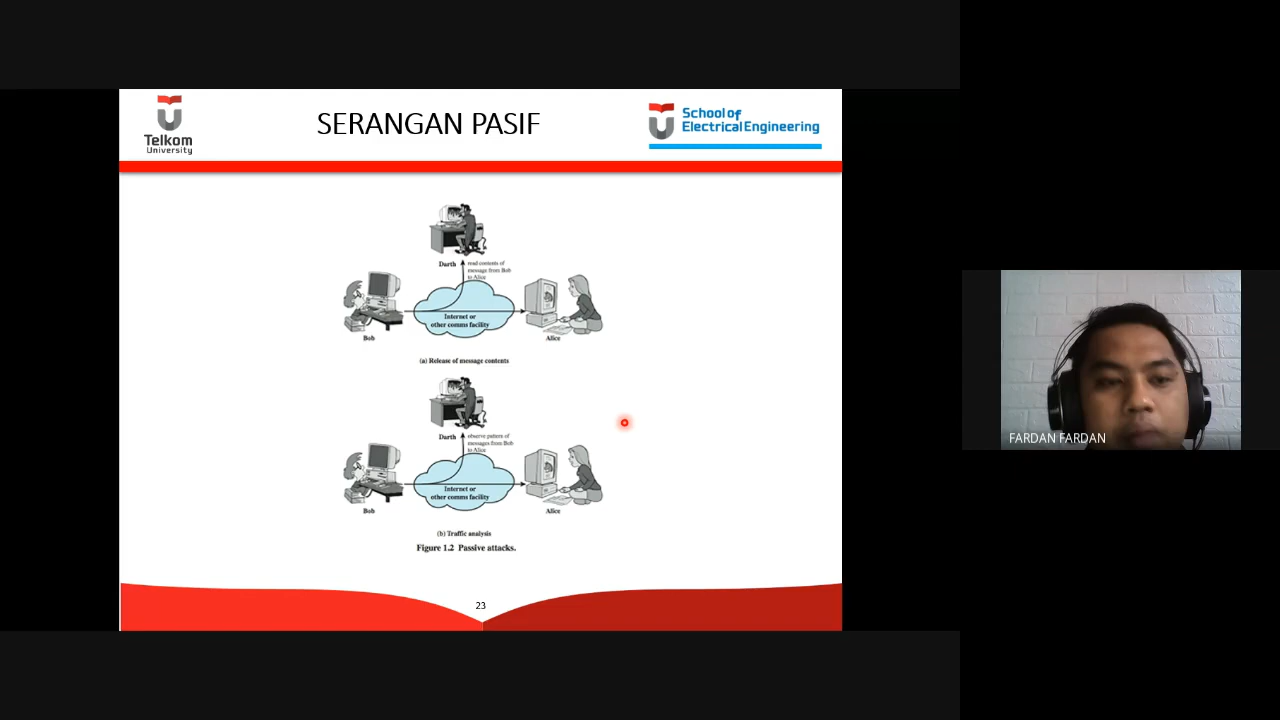 Telkom
University
SERANGAN PASIF
School of
Electrical Engineering
Darth
read contents of
message from Bob
to Alice
Internet or
other comms facility
Bob
Alice
(a) Release of message contents
Darth
observe pattern of
messages from Bob
to Alice
Internet or
other comms facility
Bob
Alice
(b) Traffic analysis
Figure 1.2 Passive attacks.
23
FARDAN FARDAN